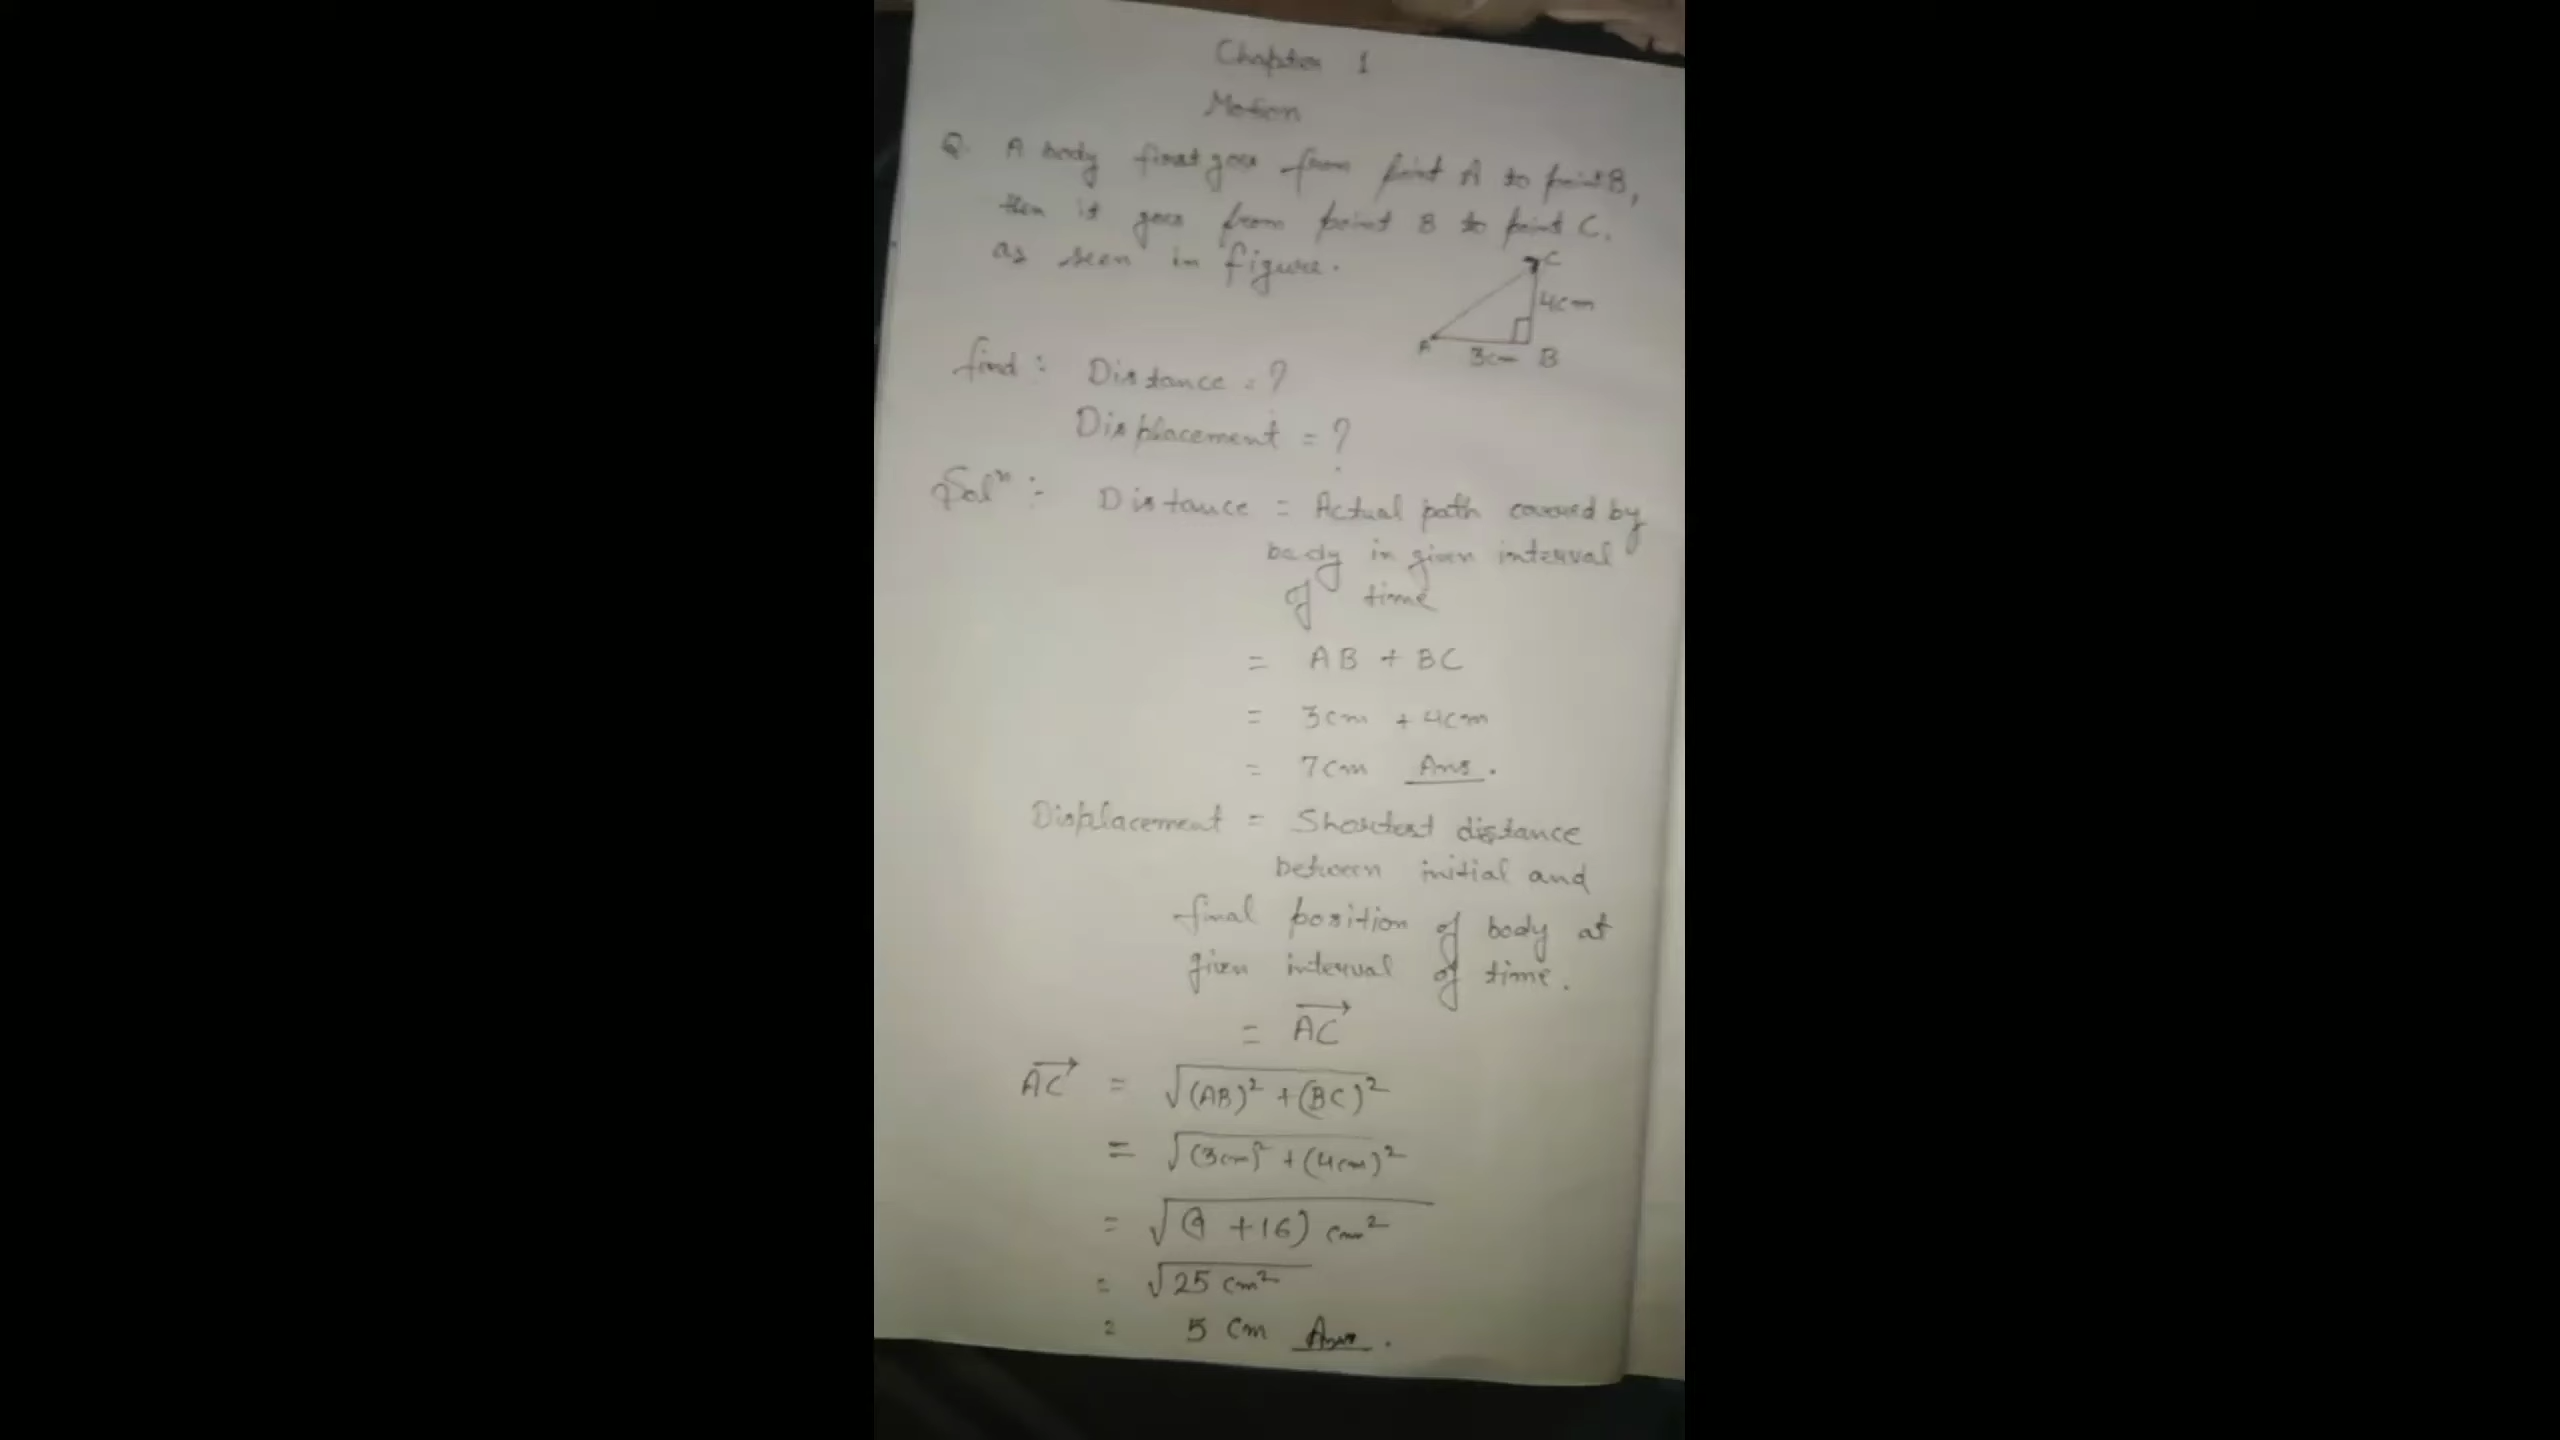 Chapter 1
Motion
Q. A body first goes from point A to point B,
then it goes from point B to point C.
as seen in figure.
C
4cm
A 3cm B
find : Distance = ?
Displacement = ?
Solⁿ :- Distance = Actual path covered by
body in given interval
of time
= AB + BC
= 3cm + 4cm
= 7cm Ans.
Displacement = Shortest distance
between initial and
final position of body at
given interval of time.
= \overrightarrow{AC}
\overrightarrow{AC} = √(AB)² + (BC)²
= √(3cm)² + (4cm)²
= √(9 + 16) cm²
= √25 cm²
= 5 cm Ans.